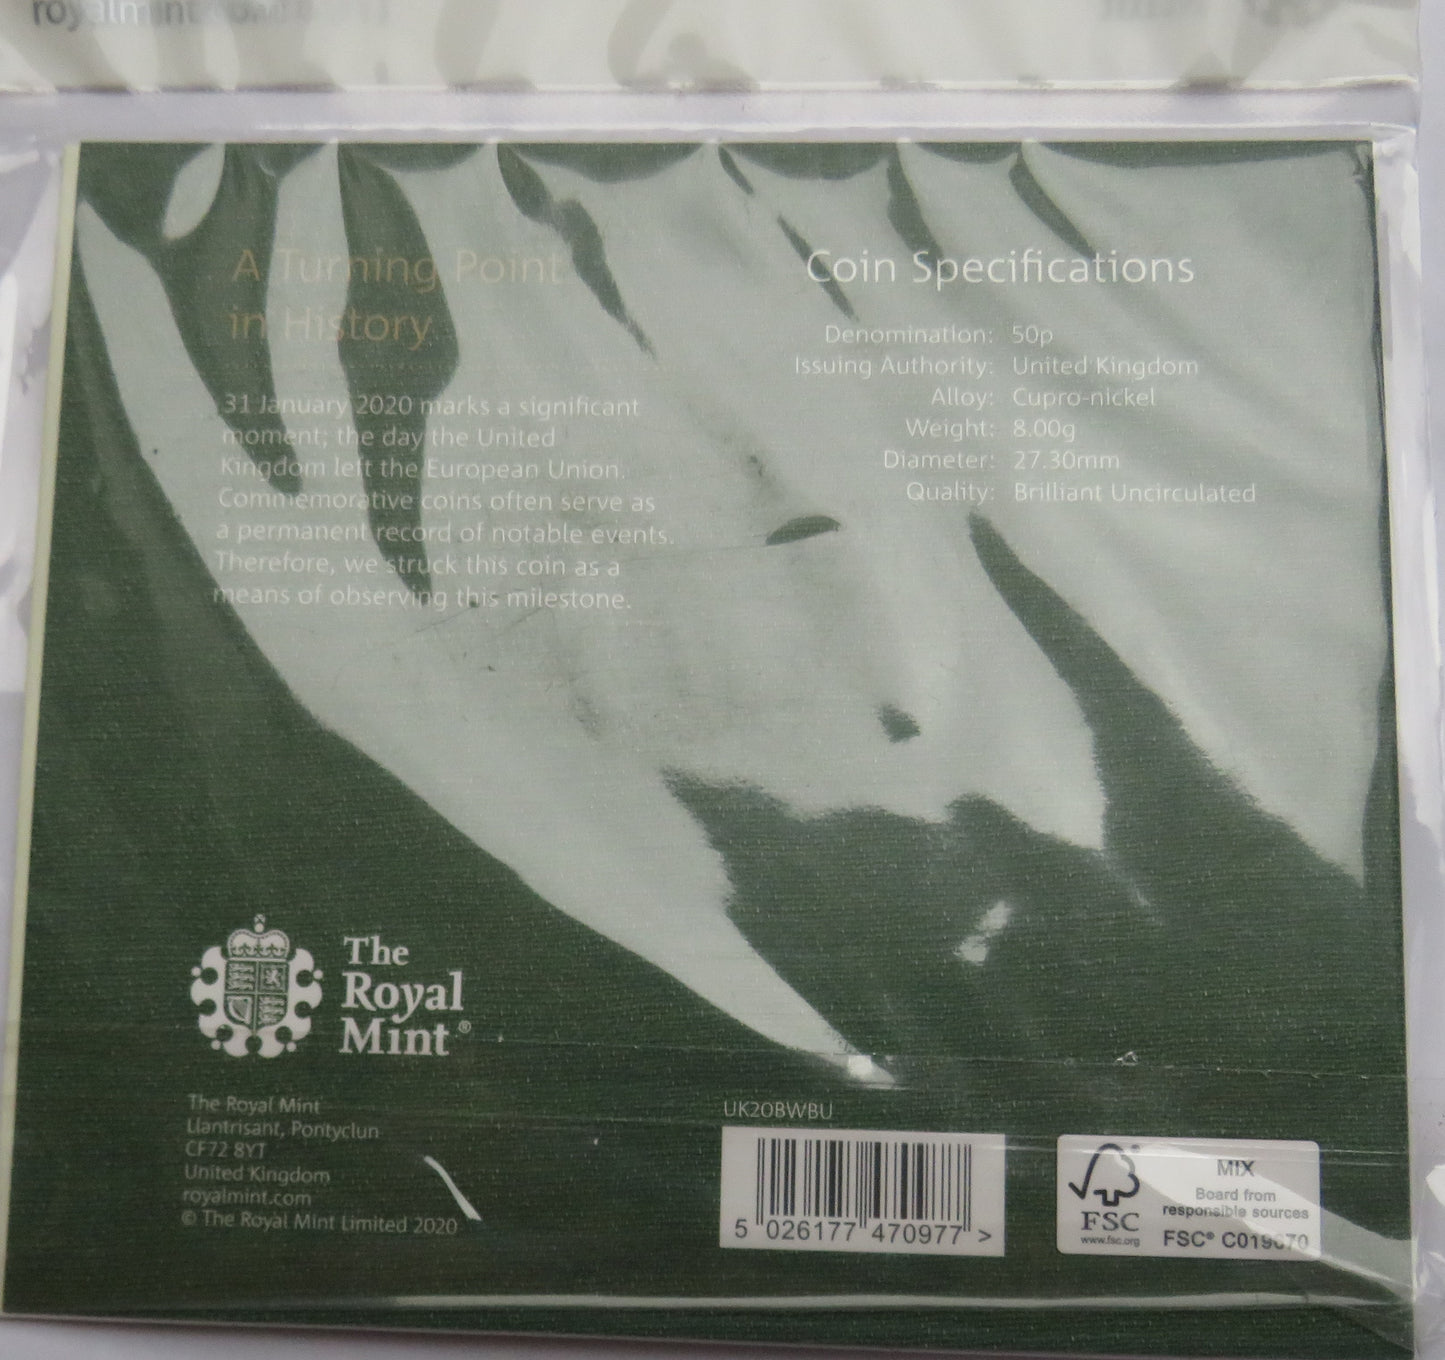 A Turning Point
in History
31 January 2020 marks a significant
moment; the day the United
Kingdom left the European Union.
Commemorative coins often serve as
a permanent record of notable events.
Therefore, we struck this coin as a
means of observing this milestone.
Coin Specifications
Denomination: 50p
Issuing Authority: United Kingdom
Alloy: Cupro-nickel
Weight: 8.00g
Diameter: 27.30mm
Quality: Brilliant Uncirculated
The
Royal
Mint®
The Royal Mint
Llantrisant, Pontyclun
CF72 8YT
United Kingdom
royalmint.com
© The Royal Mint Limited 2020
UK20BWBU
5 026177 470977 >
FSC
www.fsc.org
MIX
Board from
responsible sources
FSC® C019670